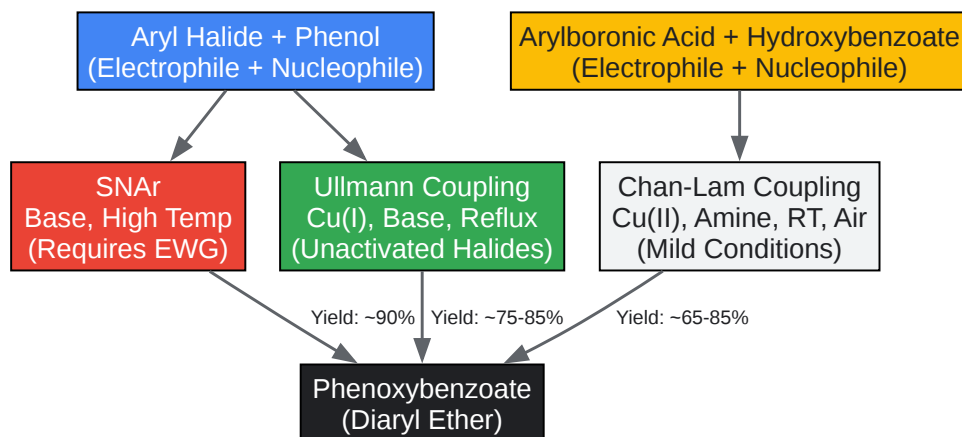 Aryl Halide + Phenol
(Electrophile + Nucleophile)
Arylboronic Acid + Hydroxybenzoate
(Electrophile + Nucleophile)
SNAr
Base, High Temp
(Requires EWG)
Ullmann Coupling
Cu(I), Base, Reflux
(Unactivated Halides)
Chan-Lam Coupling
Cu(II), Amine, RT, Air
(Mild Conditions)
Yield: ~90%
Yield: ~75-85%
Yield: ~65-85%
Phenoxybenzoate
(Diaryl Ether)